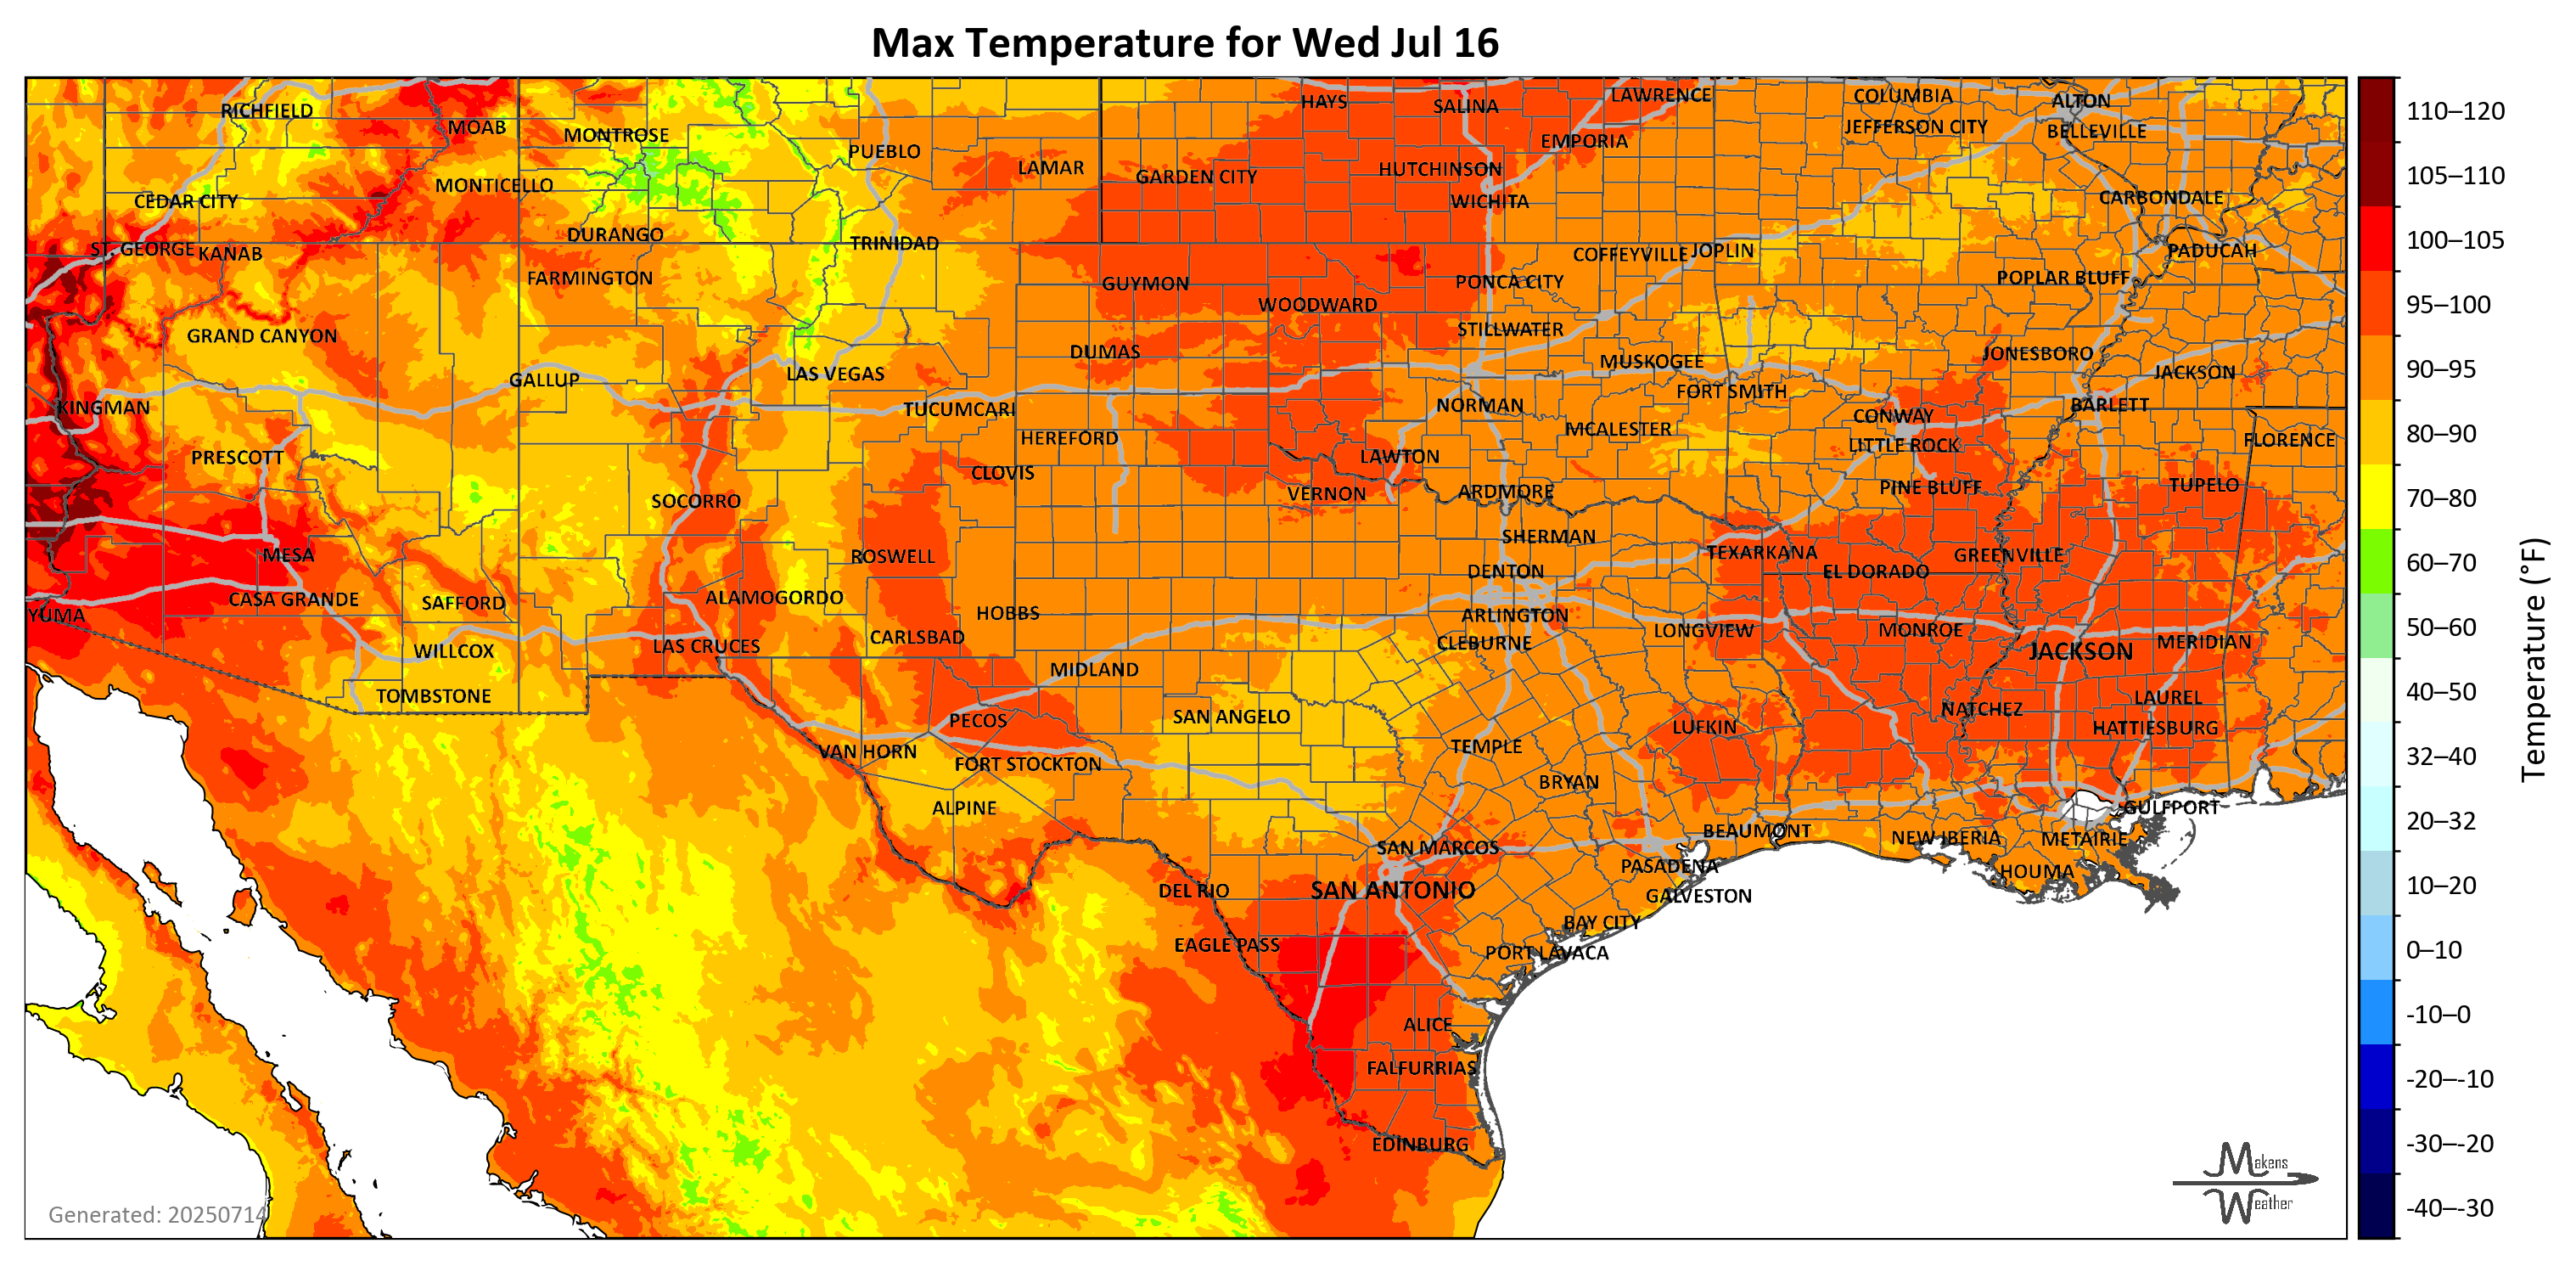 Max Temperature for Wed Jul 16
RICHFIELD
MOAB
MONTROSE
PUEBLO
LAMAR
GARDEN CITY
HAYS
SALINA
LAWRENCE
EMPORIA
HUTCHINSON
WICHITA
COLUMBIA
JEFFERSON CITY
ALTON
BELLEVILLE
CARBONDALE
CEDAR CITY
MONTICELLO
DURANGO
TRINIDAD
ST. GEORGE
KANAB
FARMINGTON
GUYMON
WOODWARD
PONCA CITY
COFFEYVILLE
JOPLIN
POPLAR BLUFF
PADUCAH
GRAND CANYON
GALLUP
LAS VEGAS
DUMAS
STILLWATER
MUSKOGEE
FORT SMITH
JONESBORO
JACKSON
KINGMAN
TUCUMCARI
HEREFORD
NORMAN
MCALESTER
CONWAY
LITTLE ROCK
BARLETT
FLORENCE
PRESCOTT
SOCORRO
CLOVIS
LAWTON
VERNON
ARDMORE
PINE BLUFF
TUPELO
MESA
ROSWELL
SHERMAN
DENTON
TEXARKANA
EL DORADO
GREENVILLE
YUMA
CASA GRANDE
SAFFORD
ALAMOGORDO
HOBBS
ARLINGTON
CLEBURNE
LONGVIEW
MONROE
JACKSON
MERIDIAN
WILLCOX
LAS CRUCES
CARLSBAD
MIDLAND
TOMBSTONE
PECOS
SAN ANGELO
TEMPLE
LUFKIN
NATCHEZ
LAUREL
HATTIESBURG
VAN HORN
FORT STOCKTON
ALPINE
BRYAN
BEAUMONT
NEW IBERIA
METAIRIE
GULFPORT
HOUMA
SAN MARCOS
PASADENA
GALVESTON
DEL RIO
SAN ANTONIO
BAY CITY
EAGLE PASS
PORT LAVACA
ALICE
FALFURRIAS
EDINBURG
Generated: 20250714
Makens
Weather
110–120
105–110
100–105
95–100
90–95
80–90
70–80
60–70
50–60
40–50
32–40
20–32
10–20
0–10
-10–0
-20–-10
-30–-20
-40–-30
Temperature (°F)